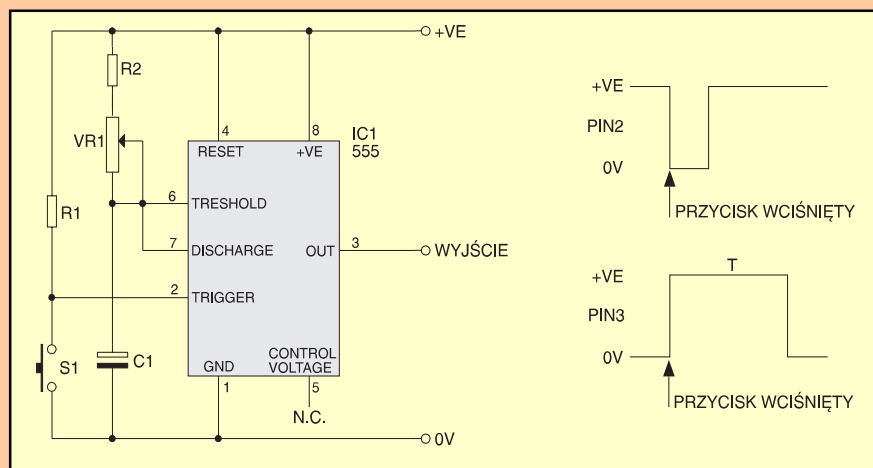 +VE
R2
4
8
IC1
555
VR1
RESET
+VE
6
TRESHOLD
R1
7
DISCHARGE
OUT
3
WYJŚCIE
2
TRIGGER
S1
C1
GND
CONTROL
VOLTAGE
1
5
N.C.
0V
+VE
PIN2
0V
PRZYCISK WCIŚNIĘTY
T
+VE
PIN3
0V
PRZYCISK WCIŚNIĘTY